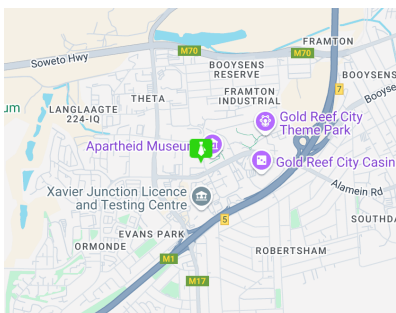 FRAMTON
M70
M70
Soweto Hwy
BOOYSENS
RESERVE
BOOYSENS
7
Booyse
FRAMTON
INDUSTRIAL
THETA
LANGLAAGTE
224-IQ
um
Gold Reef City
Theme Park
Apartheid Museu
Gold Reef City Casin
Alamein Rd
Xavier Junction Licence
and Testing Centre
5
SOUTHDA
EVANS PARK
ORMONDE
ROBERTSHAM
M1
M17